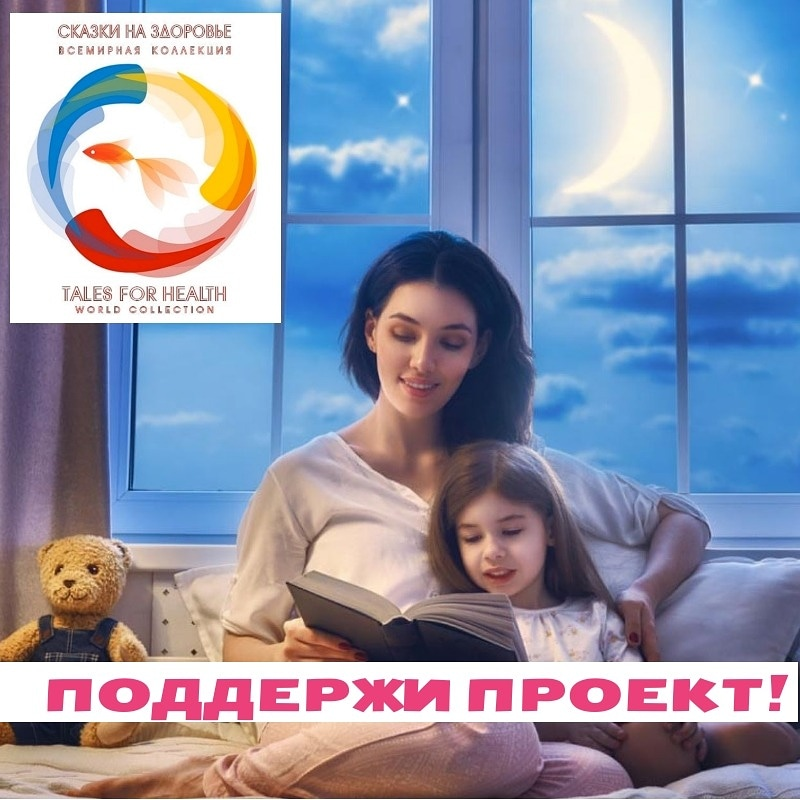 СКАЗКИ НА ЗДОРОВЬЕ
ВСЕМИРНАЯ КОЛЛЕКЦИЯ
TALES FOR HEALTH
WORLD COLLECTION
ПОДДЕРЖИ ПРОЕКТ!